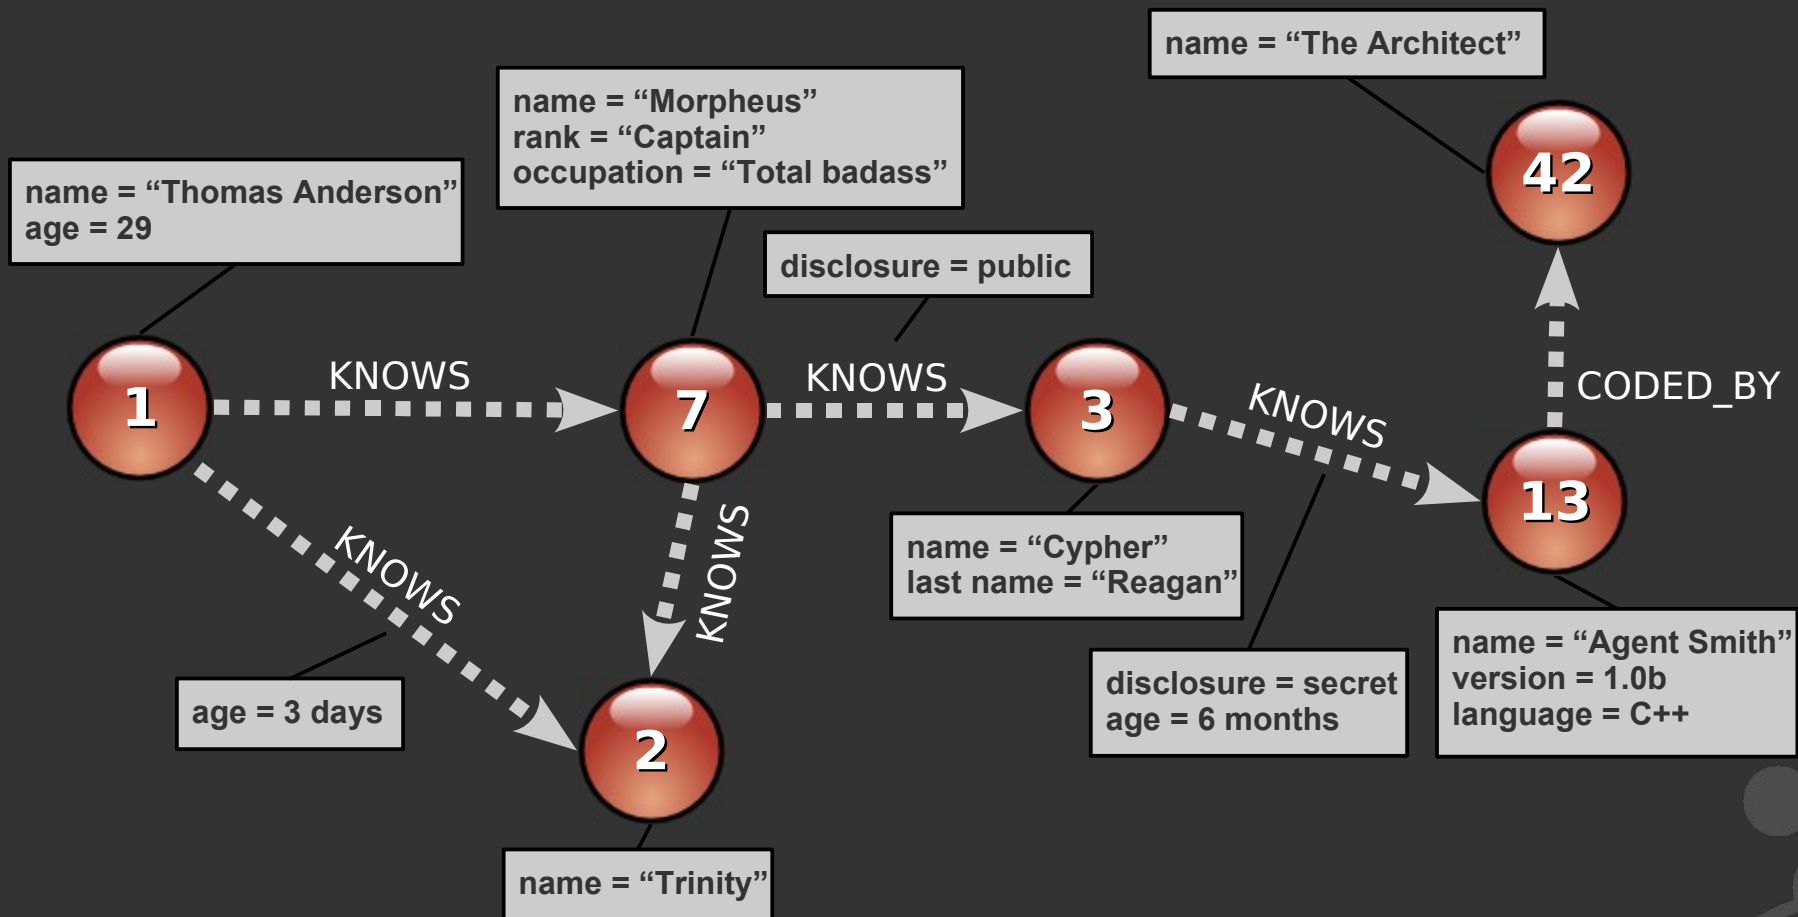 name = “The Architect”
name = “Morpheus”
rank = “Captain”
occupation = “Total badass”
42
name = “Thomas Anderson”
age = 29
disclosure = public
KNOWS
KNOWS
KNOWS
CODED_BY
1
7
3
13
KNOWS
KNOWS
name = “Cypher”
last name = “Reagan”
name = “Agent Smith”
version = 1.0b
language = C++
disclosure = secret
age = 6 months
age = 3 days
2
name = “Trinity”